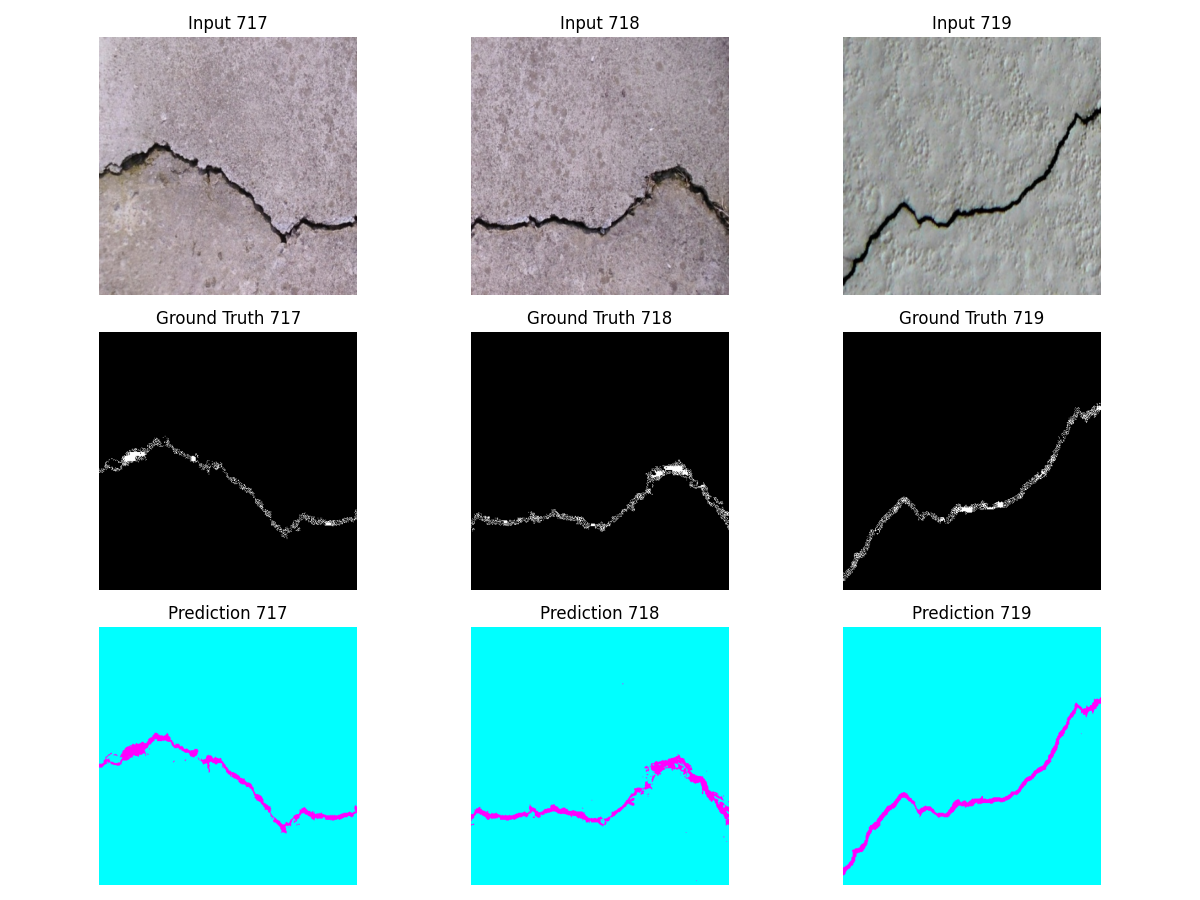 Input 717
Input 718
Input 719
Ground Truth 717
Ground Truth 718
Ground Truth 719
Prediction 717
Prediction 718
Prediction 719